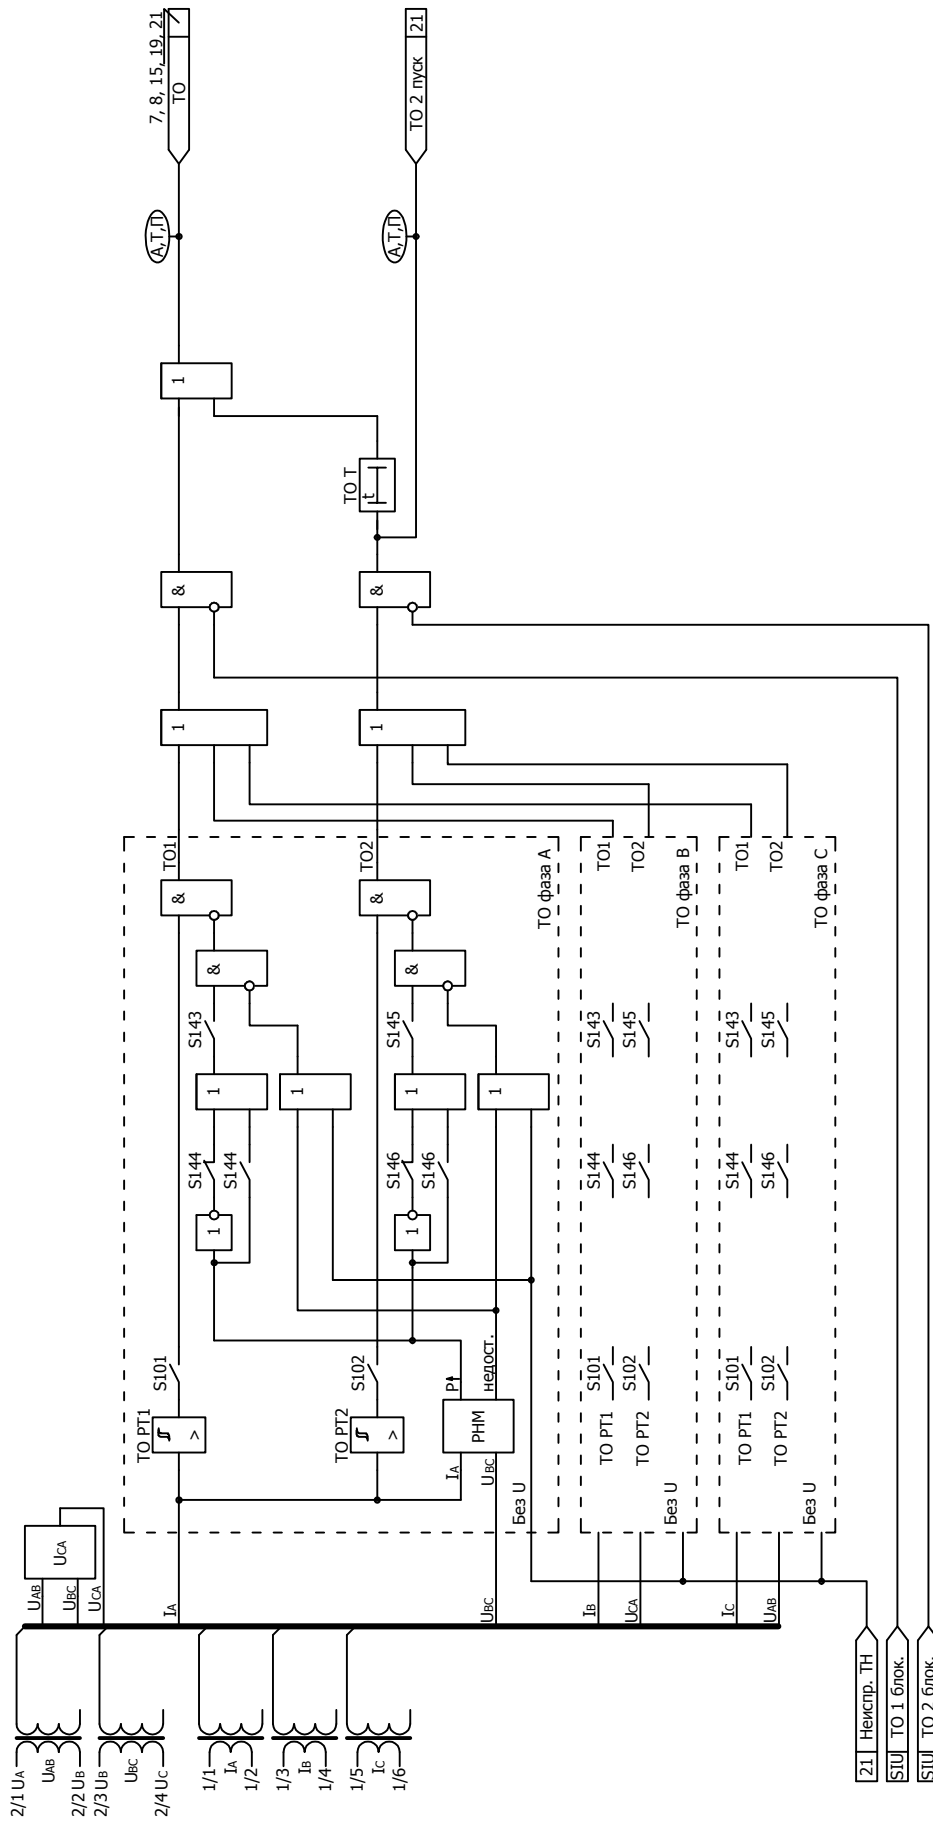 2/1 UA
UAB
2/2 UB
2/3 UB
UBC
2/4 UC
1/1
IA
1/2
1/3
IB
1/4
1/5
IC
1/6
UCA
UAB
UBC
UCA
IA
UBC
IB
UCA
IC
UAB
21 Неиспр. ТН
SIU ТО 1 блок.
SIU ТО 2 блок.
ТО РТ1
>
S101
ТО1
&
S144
S144
1
1
S143
&
1
ТО РТ2
>
S102
ТО2
&
S146
S146
1
1
S145
&
1
IA
UBC
РНМ
P
недост.
Без U
ТО фаза A
ТО РТ1
ТО РТ2
S101
S102
S144
S146
S143
S145
ТО1
ТО2
Без U
ТО фаза B
ТО РТ1
ТО РТ2
S101
S102
S144
S146
S143
S145
ТО1
ТО2
Без U
ТО фаза C
1
1
&
&
ТО Т
t
1
А,Т,П
А,Т,П
7, 8, 15, 19, 21
ТО
ТО 2 пуск 21